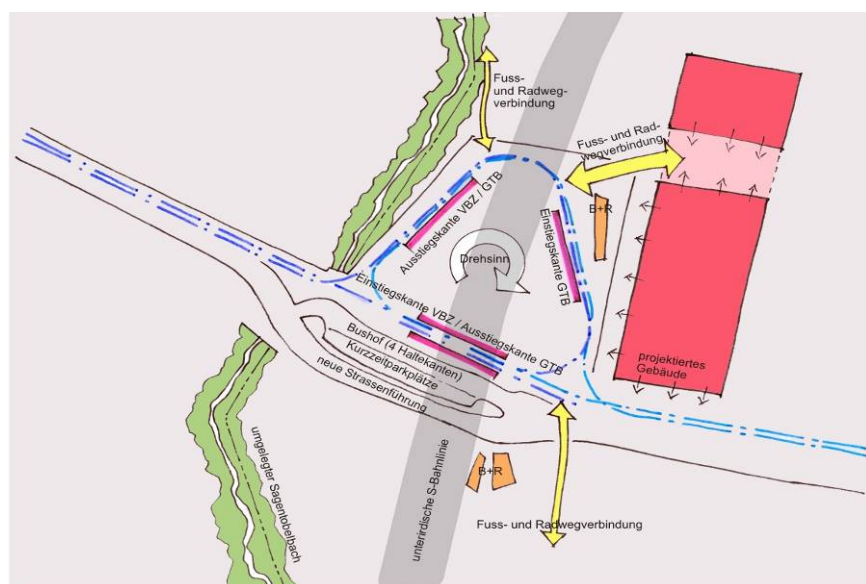 Fuss-
und Radweg-
verbindung
Fuss- und Rad-
wegverbindung
B+R
Ausstiegskante VBZ / GTB
Einstiegskante GTB
Drehsinn
Einstiegskante VBZ / Ausstiegskante GTB
Bushof (4 Haltekanten)
Kurzzeitparkplätze
neue Strassenführung
projektiertes
Gebäude
umgelegter Sagentobelbach
unterirdische S-Bahnlinie
B+R
Fuss- und Radwegverbindung